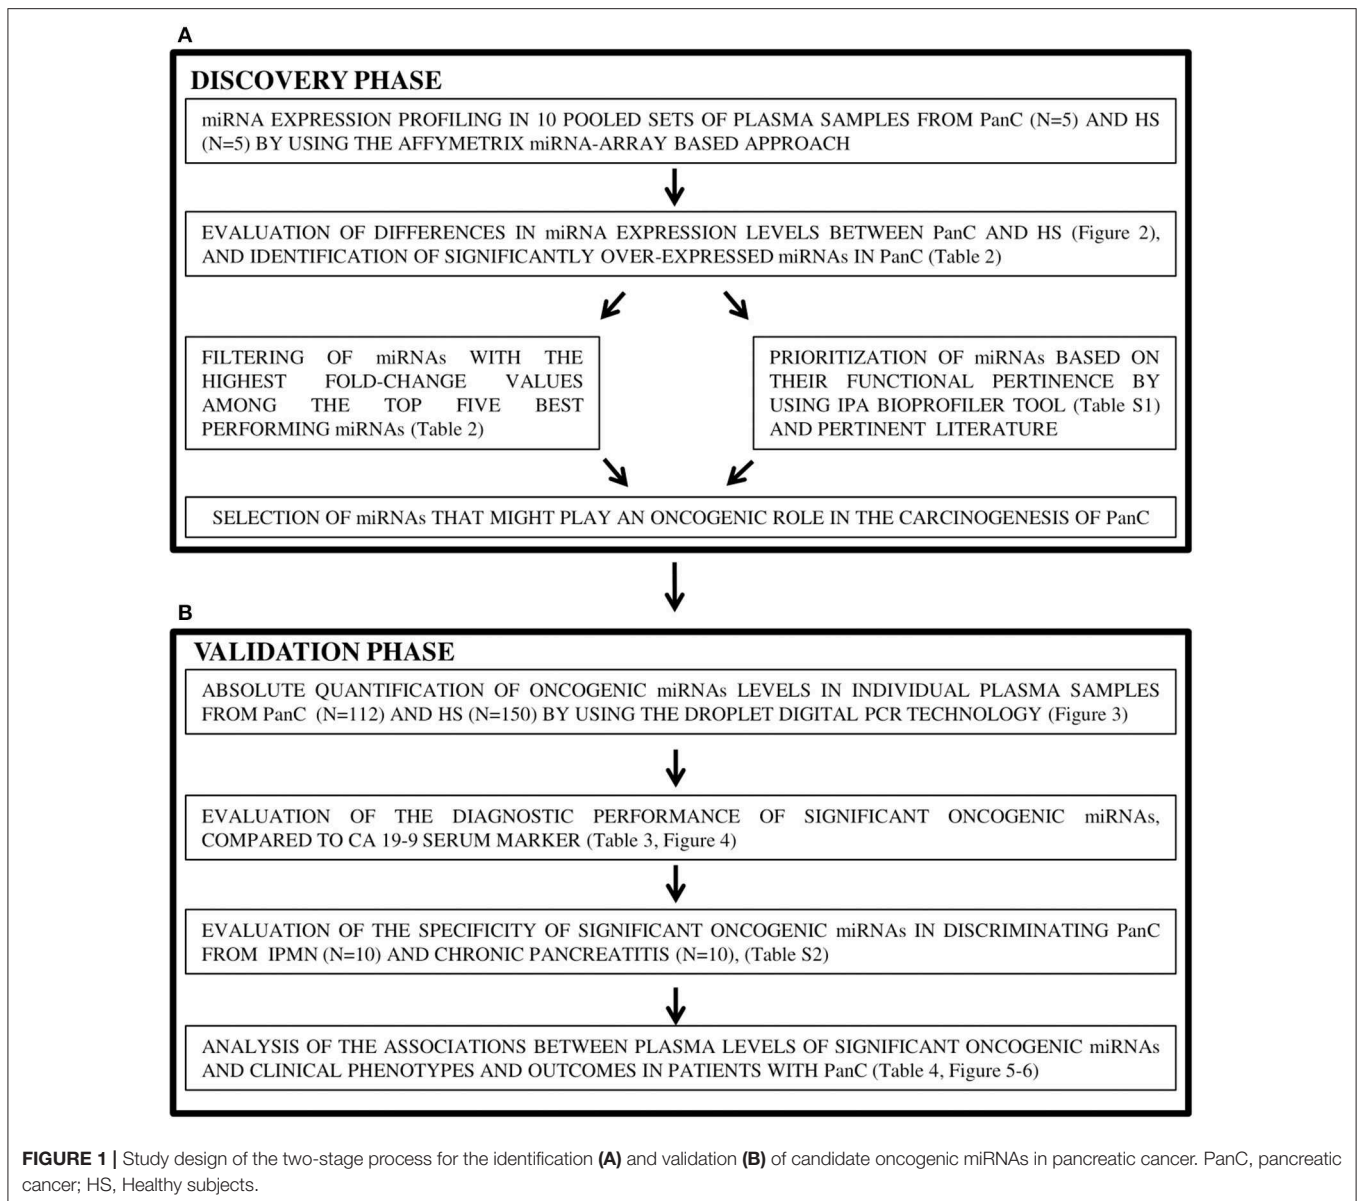 A
DISCOVERY PHASE
miRNA EXPRESSION PROFILING IN 10 POOLED SETS OF PLASMA SAMPLES FROM PanC (N=5) AND HS
(N=5) BY USING THE AFFYMETRIX miRNA-ARRAY BASED APPROACH
EVALUATION OF DIFFERENCES IN miRNA EXPRESSION LEVELS BETWEEN PanC AND HS (Figure 2),
AND IDENTIFICATION OF SIGNIFICANTLY OVER-EXPRESSED miRNAs IN PanC (Table 2)
FILTERING OF miRNAs WITH THE
HIGHEST FOLD-CHANGE VALUES
AMONG THE TOP FIVE BEST
PERFORMING miRNAs (Table 2)
PRIORITIZATION OF miRNAs BASED ON
THEIR FUNCTIONAL PERTINENCE BY
USING IPA BIOPROFILER TOOL (Table S1)
AND PERTINENT LITERATURE
SELECTION OF miRNAs THAT MIGHT PLAY AN ONCOGENIC ROLE IN THE CARCINOGENESIS OF PanC
B
VALIDATION PHASE
ABSOLUTE QUANTIFICATION OF ONCOGENIC miRNAs LEVELS IN INDIVIDUAL PLASMA SAMPLES
FROM PanC (N=112) AND HS (N=150) BY USING THE DROPLET DIGITAL PCR TECHNOLOGY (Figure 3)
EVALUATION OF THE DIAGNOSTIC PERFORMANCE OF SIGNIFICANT ONCOGENIC miRNAs,
COMPARED TO CA 19-9 SERUM MARKER (Table 3, Figure 4)
EVALUATION OF THE SPECIFICITY OF SIGNIFICANT ONCOGENIC miRNAs IN DISCRIMINATING PanC
FROM IPMN (N=10) AND CHRONIC PANCREATITIS (N=10), (Table S2)
ANALYSIS OF THE ASSOCIATIONS BETWEEN PLASMA LEVELS OF SIGNIFICANT ONCOGENIC miRNAs
AND CLINICAL PHENOTYPES AND OUTCOMES IN PATIENTS WITH PanC (Table 4, Figure 5-6)
FIGURE 1 | Study design of the two-stage process for the identification (A) and validation (B) of candidate oncogenic miRNAs in pancreatic cancer. PanC, pancreatic
cancer; HS, Healthy subjects.